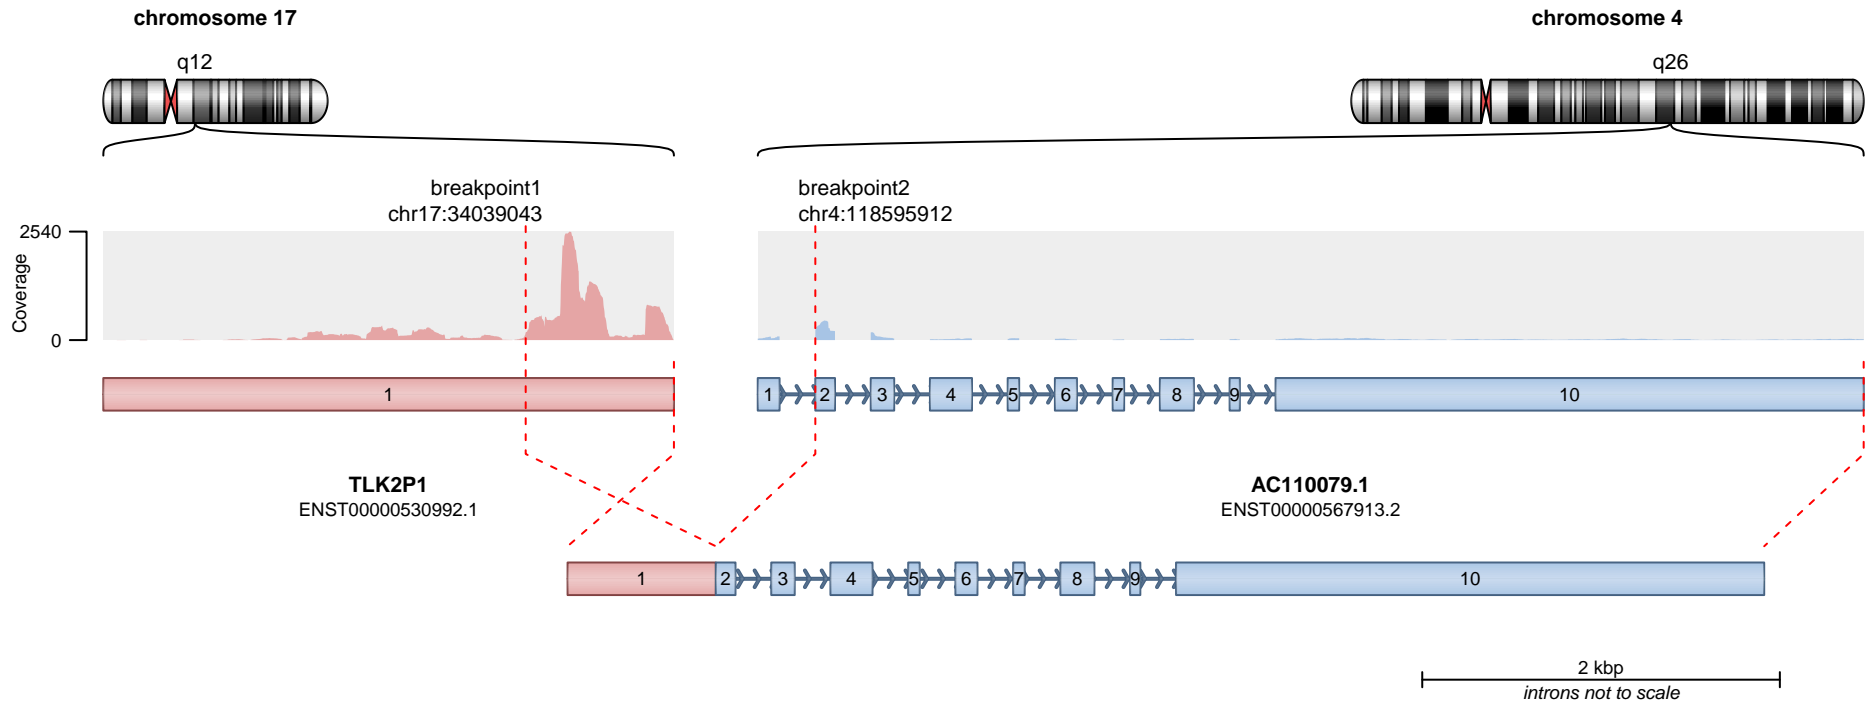 chromosome 17
chromosome 4
q12
q26
breakpoint1
chr17:34039043
breakpoint2
chr4:118595912
2540
Coverage
0
1
1 2 3 4 5 6 7 8 9 10
TLK2P1
ENST00000530992.1
AC110079.1
ENST00000567913.2
1 2 3 4 5 6 7 8 9 10
2 kbp
introns not to scale